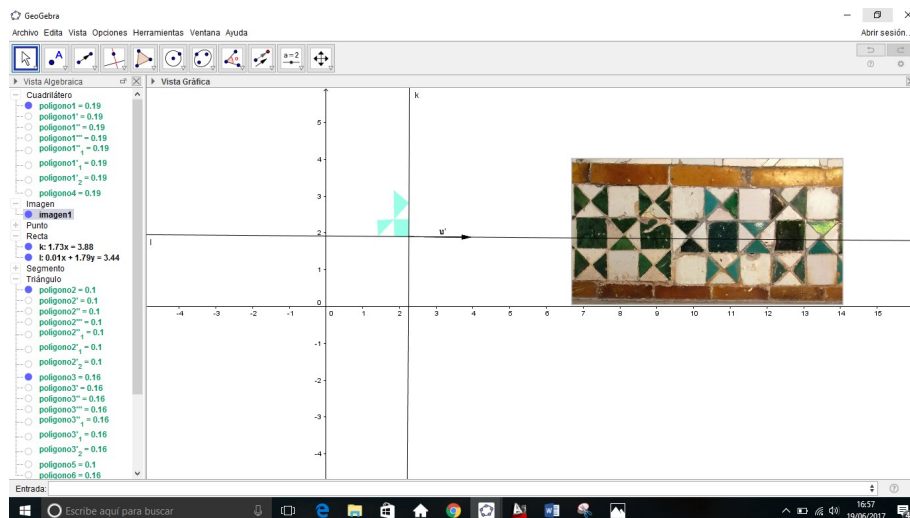 GeoGebra
Archivo Edita Vista Opciones Herramientas Ventana Ayuda
Abrir sesión...
A
a = 2
Vista Algebraica
Vista Gráfica
Cuadrilátero
poligono1 = 0.19
poligono1' = 0.19
poligono1'' = 0.19
poligono1''' = 0.19
poligono1''₁ = 0.19
poligono1'₁ = 0.19
poligono1'₂ = 0.19
poligono4 = 0.19
Imagen
imagen1
Punto
Recta
k: 1.73x = 3.88
l: 0.01x + 1.79y = 3.44
Segmento
Triángulo
poligono2 = 0.1
poligono2' = 0.1
poligono2'' = 0.1
poligono2''' = 0.1
poligono2''₁ = 0.1
poligono2'₁ = 0.1
poligono2'₂ = 0.1
poligono3 = 0.16
poligono3' = 0.16
poligono3'' = 0.16
poligono3''' = 0.16
poligono3''₁ = 0.16
poligono3'₁ = 0.16
poligono3'₂ = 0.16
poligono5 = 0.1
poligono6 = 0.16
k
5
4
3
2
1
0
-1
-2
-3
-4
l
u'
-4 -3 -2 -1 0 1 2 3 4 5 6 7 8 9 10 11 12 13 14 15
Entrada:
Escribe aquí para buscar
16:57
19/06/2017